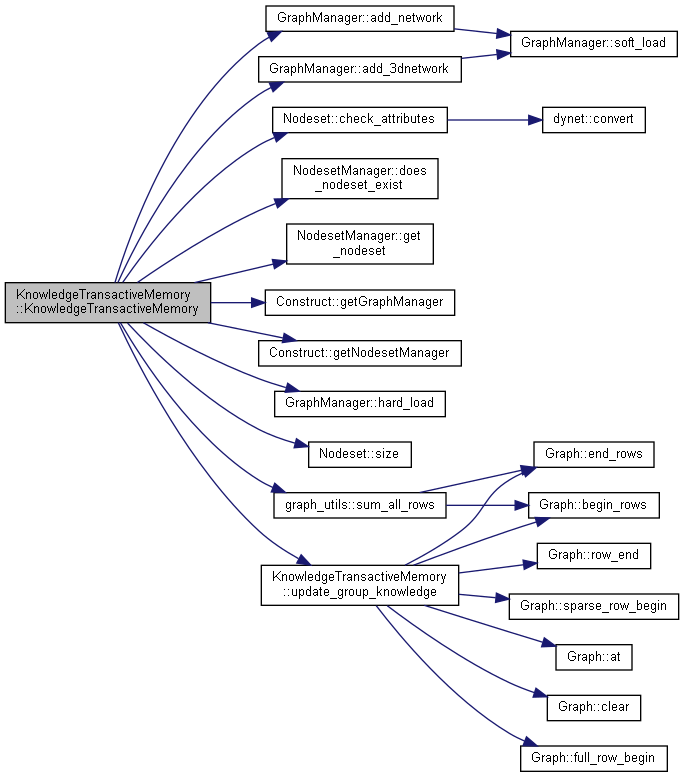 GraphManager::add_network
GraphManager::soft_load
GraphManager::add_3dnetwork
Nodeset::check_attributes
dynet::convert
NodesetManager::does
_nodeset_exist
NodesetManager::get
_nodeset
KnowledgeTransactiveMemory
::KnowledgeTransactiveMemory
Construct::getGraphManager
Construct::getNodesetManager
GraphManager::hard_load
Nodeset::size
graph_utils::sum_all_rows
Graph::end_rows
Graph::begin_rows
KnowledgeTransactiveMemory
::update_group_knowledge
Graph::row_end
Graph::sparse_row_begin
Graph::at
Graph::clear
Graph::full_row_begin